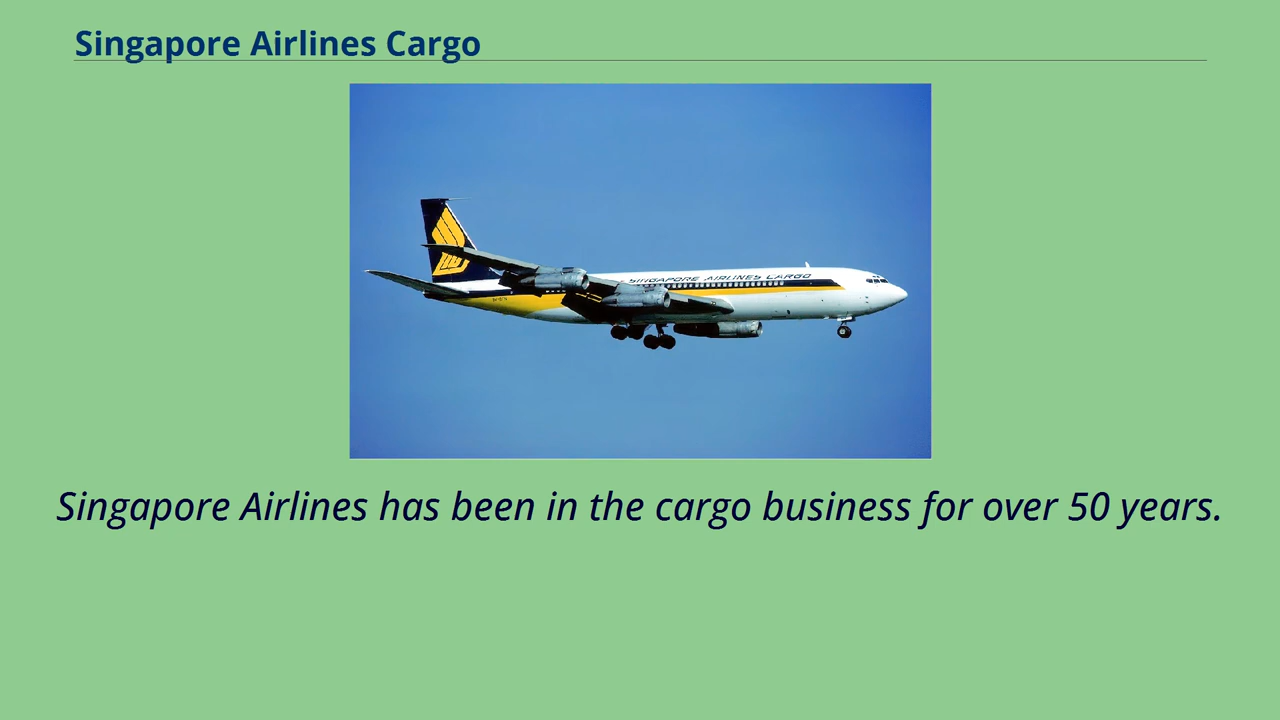 Singapore Airlines Cargo
SINGAPORE AIRLINES CARGO
Singapore Airlines has been in the cargo business for over 50 years.